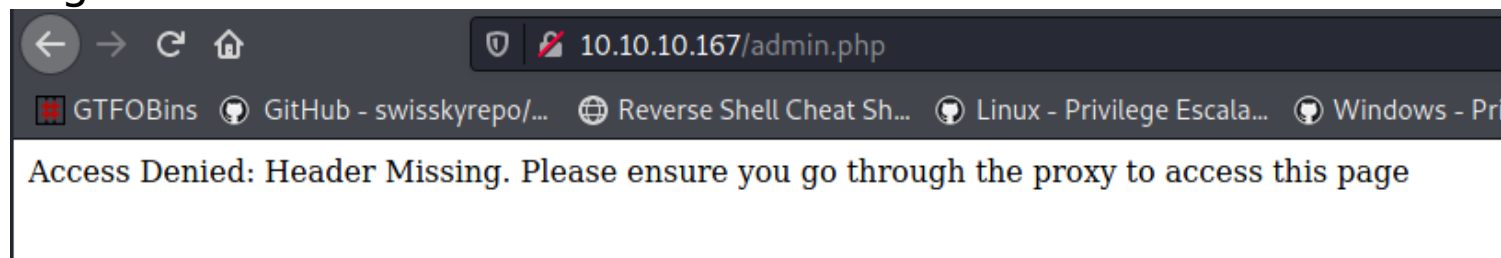 10.10.10.167/admin.php
GTFOBins GitHub - swisskyrepo/... Reverse Shell Cheat Sh... Linux - Privilege Escala... Windows - Pri
Access Denied: Header Missing. Please ensure you go through the proxy to access this page